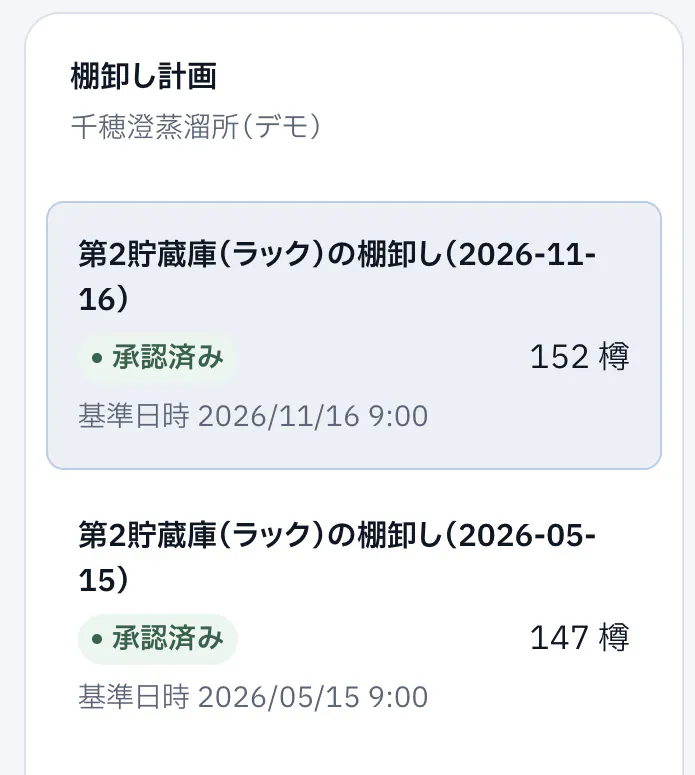 棚卸し計画
千穂澄蒸溜所（デモ）
第2貯蔵庫（ラック）の棚卸し（2026-11-
16）
• 承認済み
152 樽
基準日時 2026/11/16 9:00
第2貯蔵庫（ラック）の棚卸し（2026-05-
15）
• 承認済み
147 樽
基準日時 2026/05/15 9:00